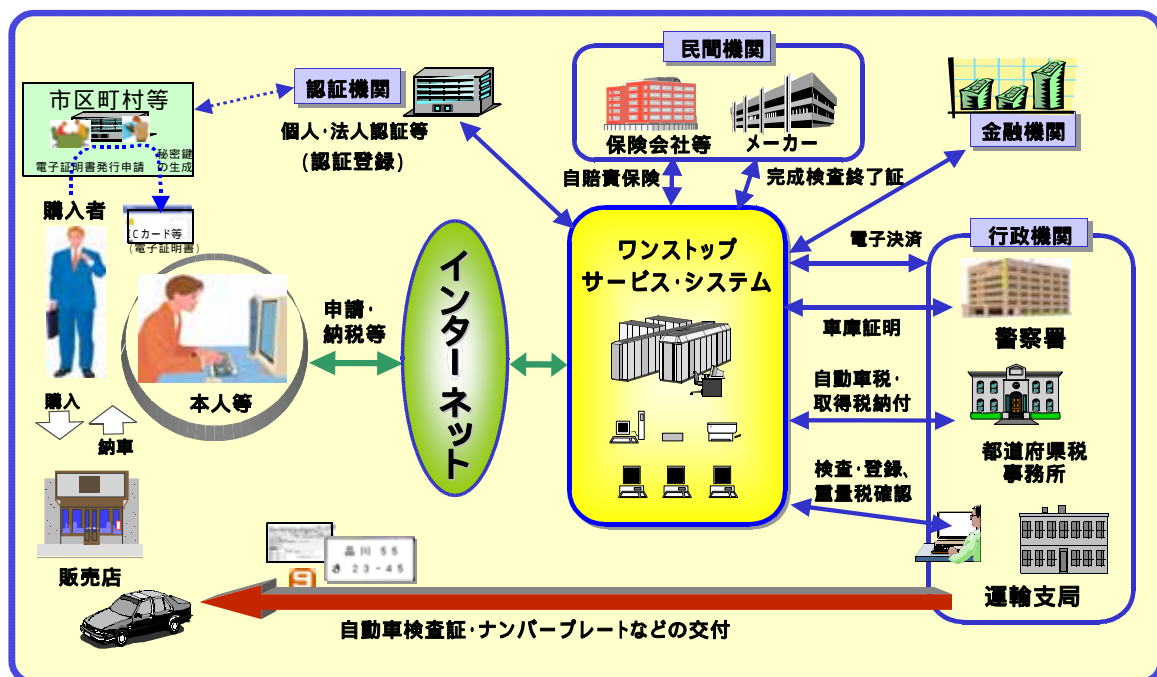 市区町村等
電子証明書発行申請
秘密鍵
の生成
認証機関
個人・法人認証等
(認証登録)
民間機関
保険会社等
メーカー
自賠責保険
完成検査終了証
金融機関
電子決済
購入者
ICカード等
(電子証明書)
本人等
申請・
納税等
インターネット
ワンストップ
サービス・システム
行政機関
警察署
車庫証明
自動車税・
取得税納付
都道府県税
事務所
検査・登録、
重量税確認
運輸支局
購入
納車
販売店
品川 55
23-45
9
自動車検査証・ナンバープレートなどの交付